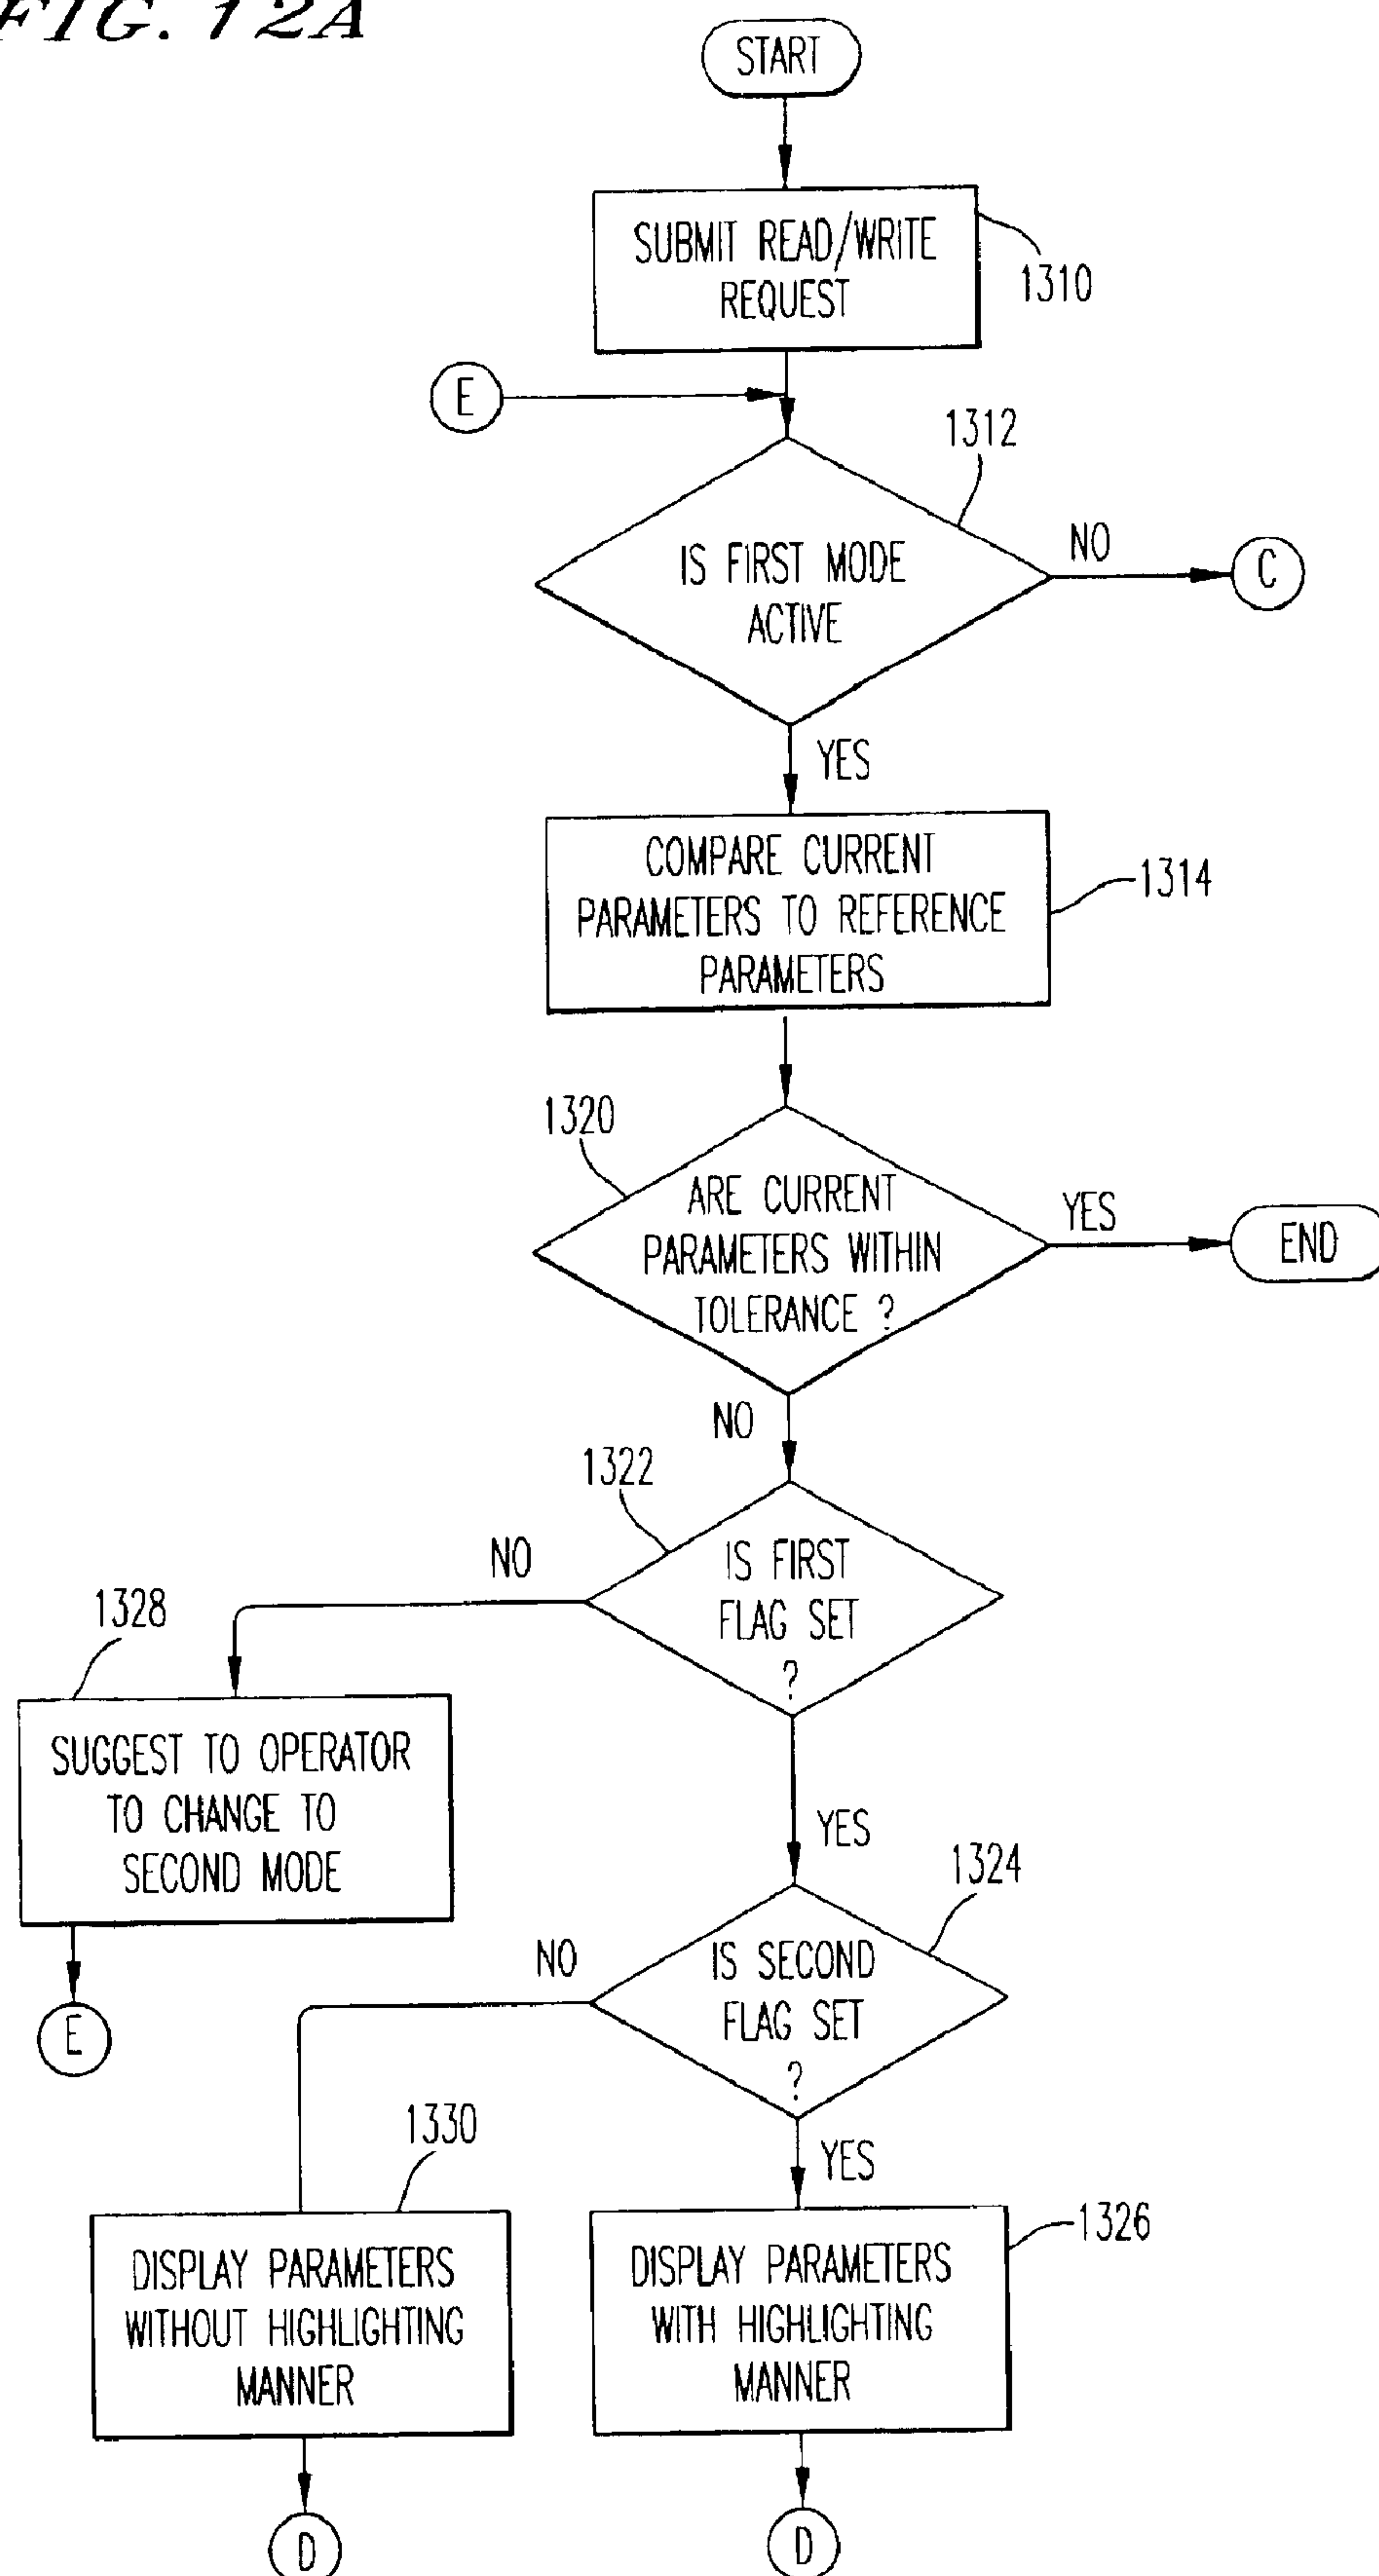 FIG. 12A
START
SUBMIT READ/WRITE
REQUEST
1310
E
1312
IS FIRST MODE
ACTIVE
NO
C
YES
COMPARE CURRENT
PARAMETERS TO REFERENCE
PARAMETERS
1314
1320
ARE CURRENT
PARAMETERS WITHIN
TOLERANCE ?
YES
END
NO
1322
IS FIRST
FLAG SET
?
NO
1328
SUGGEST TO OPERATOR
TO CHANGE TO
SECOND MODE
E
YES
1324
IS SECOND
FLAG SET
?
NO
YES
1330
DISPLAY PARAMETERS
WITHOUT HIGHLIGHTING
MANNER
D
1326
DISPLAY PARAMETERS
WITH HIGHLIGHTING
MANNER
D